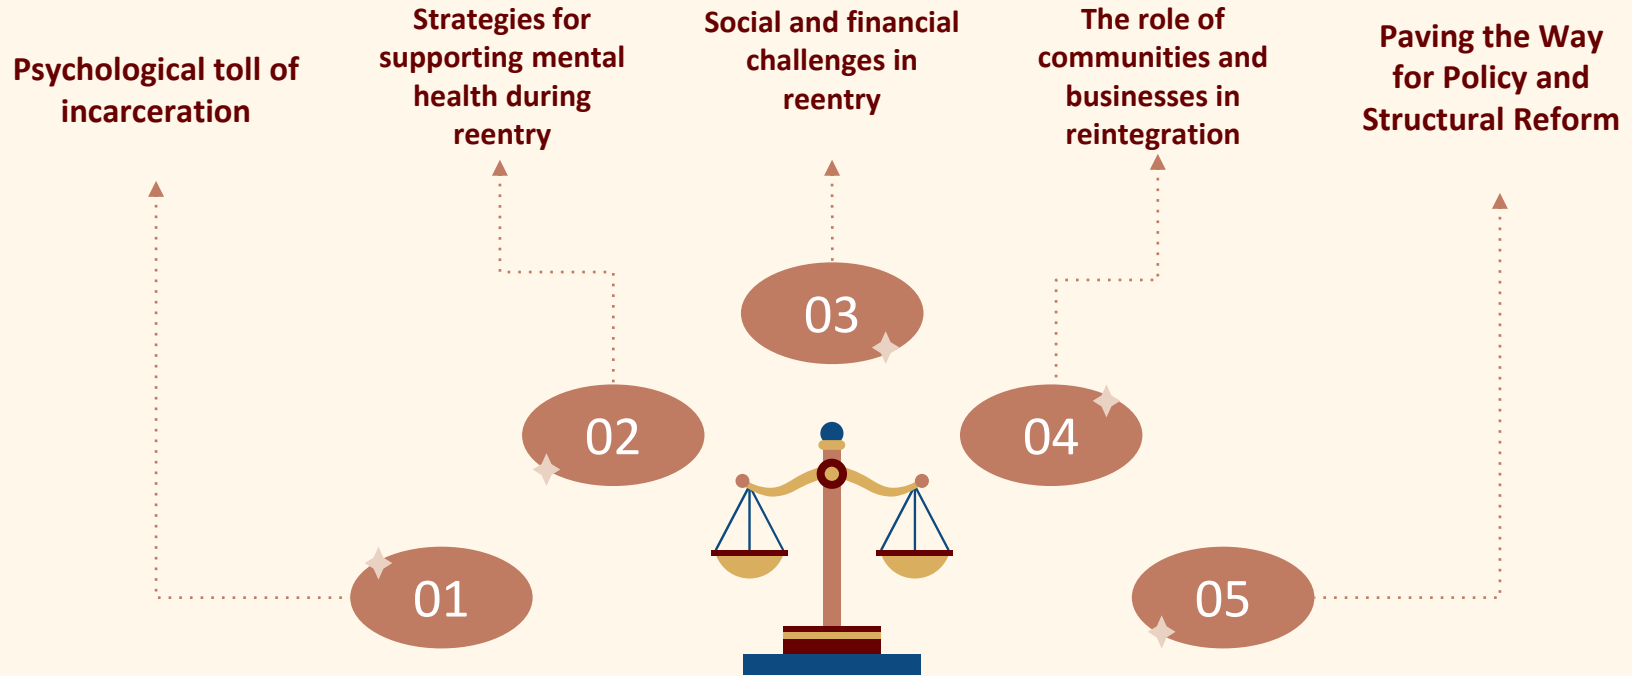 Psychological toll of
incarceration
Strategies for
supporting mental
health during
reentry
Social and financial
challenges in
reentry
The role of
communities and
businesses in
reintegration
Paving the Way
for Policy and
Structural Reform
03
02
04
01
05